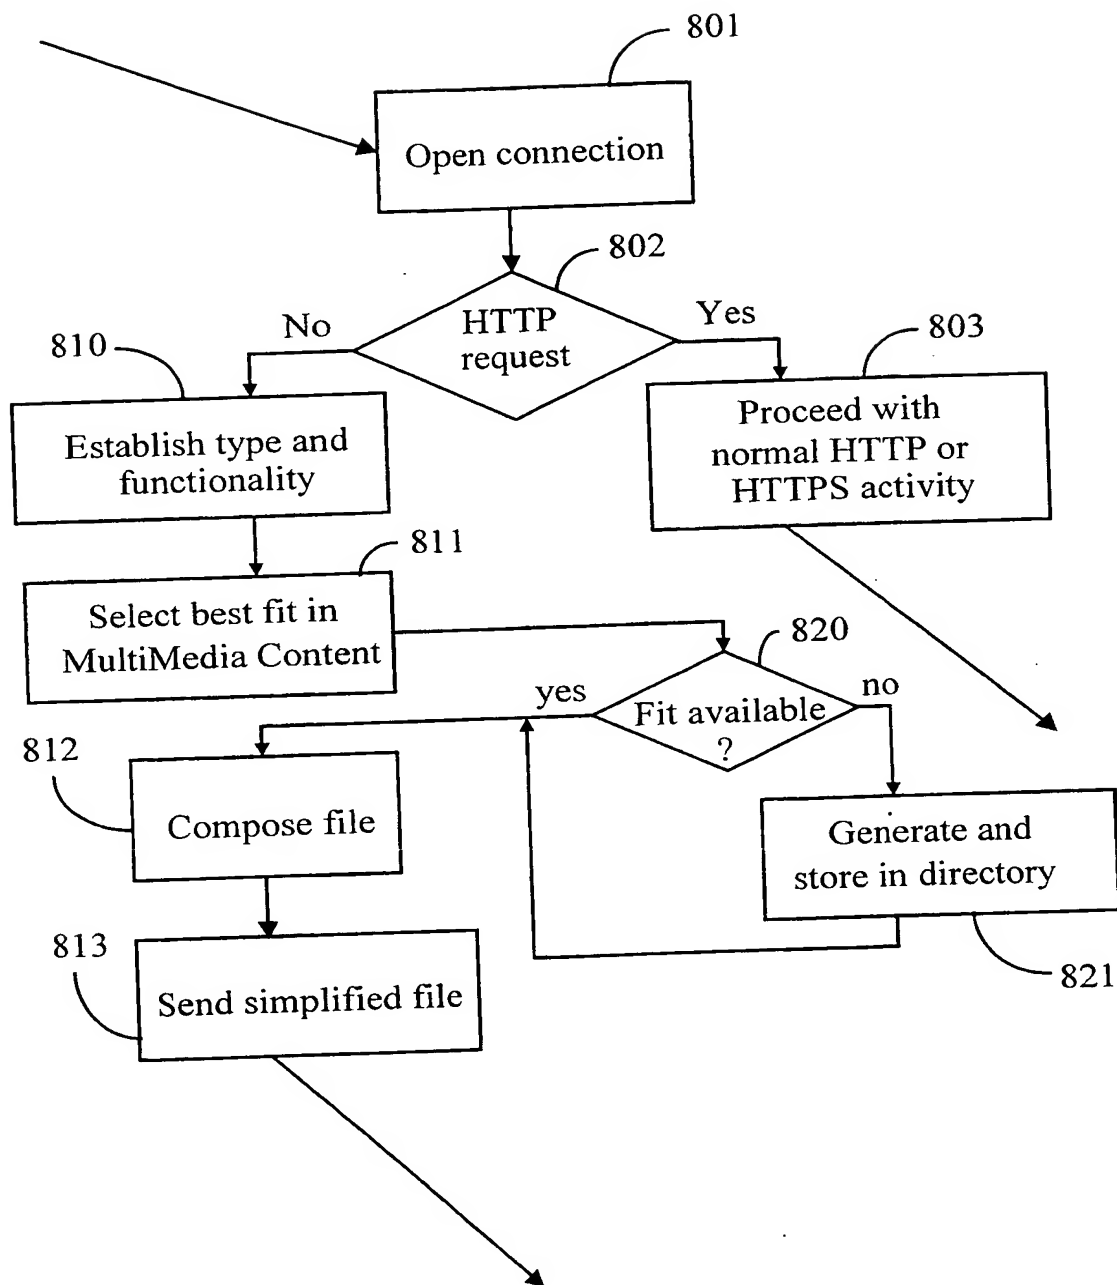 801
Open connection
802
HTTP
request
No
Yes
810
803
Establish type and
functionality
Proceed with
normal HTTP or
HTTPS activity
811
Select best fit in
MultiMedia Content
820
yes
Fit available
?
no
812
Compose file
Generate and
store in directory
813
Send simplified file
821